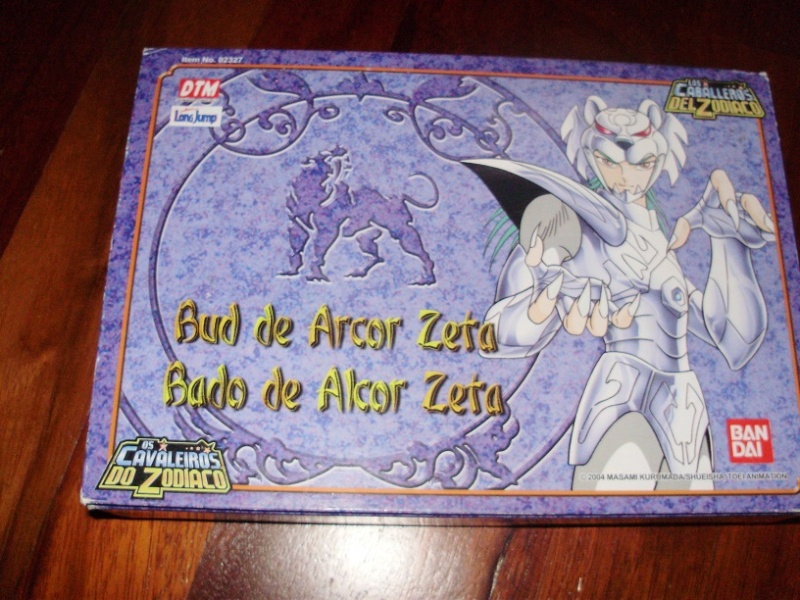 Item No. 02327
DTM
LongJump
LOS
CABALLEROS
DEL ZODIACO
Bud de Arcor Zeta
Bado de Alcor Zeta
OS
CAVALEIROS
DO ZODIACO
BAN
DAI
© 2004 MASAMI KURUMADA/SHUEISHA, TOEI ANIMATION